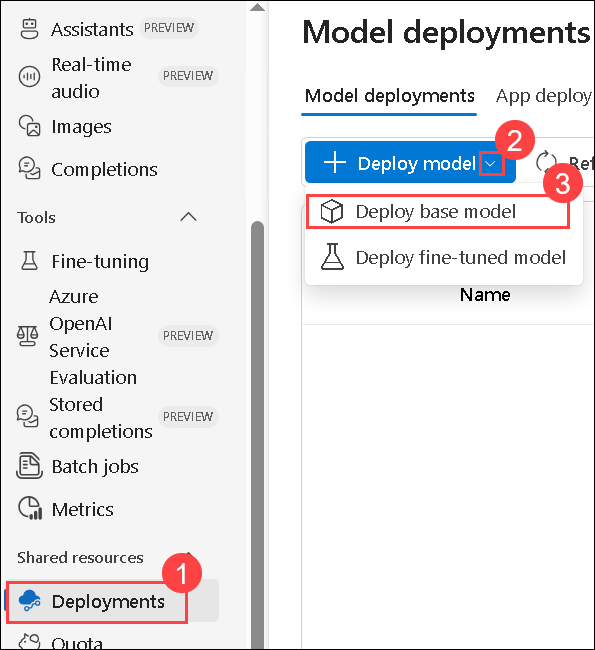 Assistants PREVIEW
Real-time
audio PREVIEW
Images
Completions
Tools
Fine-tuning
Azure
OpenAI
Service PREVIEW
Evaluation
Stored
completions PREVIEW
Batch jobs
Metrics
Shared resources
1
Deployments
Quota
Model deployments
Model deployments App deploy
2
Deploy model Ref
3
Deploy base model
Deploy fine-tuned model
Name